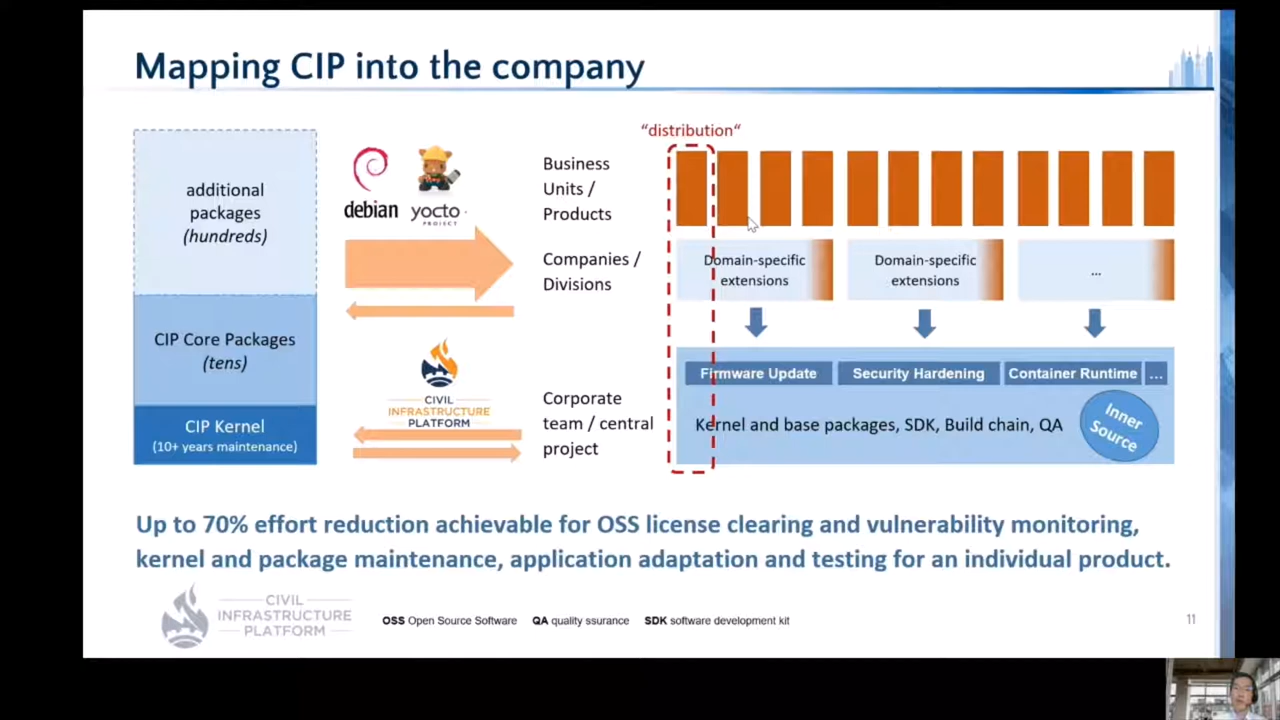 Mapping CIP into the company
additional
packages
(hundreds)
CIP Core Packages
(tens)
CIP Kernel
(10+ years maintenance)
debian
yocto
PROJECT
CIVIL
INFRASTRUCTURE
PLATFORM
Business
Units /
Products
Companies /
Divisions
Corporate
team / central
project
"distribution"
Domain-specific
extensions
Domain-specific
extensions
...
Firmware Update
Security Hardening
Container Runtime
...
Kernel and base packages, SDK, Build chain, QA
Inner
Source
Up to 70% effort reduction achievable for OSS license clearing and vulnerability monitoring,
kernel and package maintenance, application adaptation and testing for an individual product.
CIVIL
INFRASTRUCTURE
PLATFORM
OSS Open Source Software QA quality ssurance SDK software development kit
11